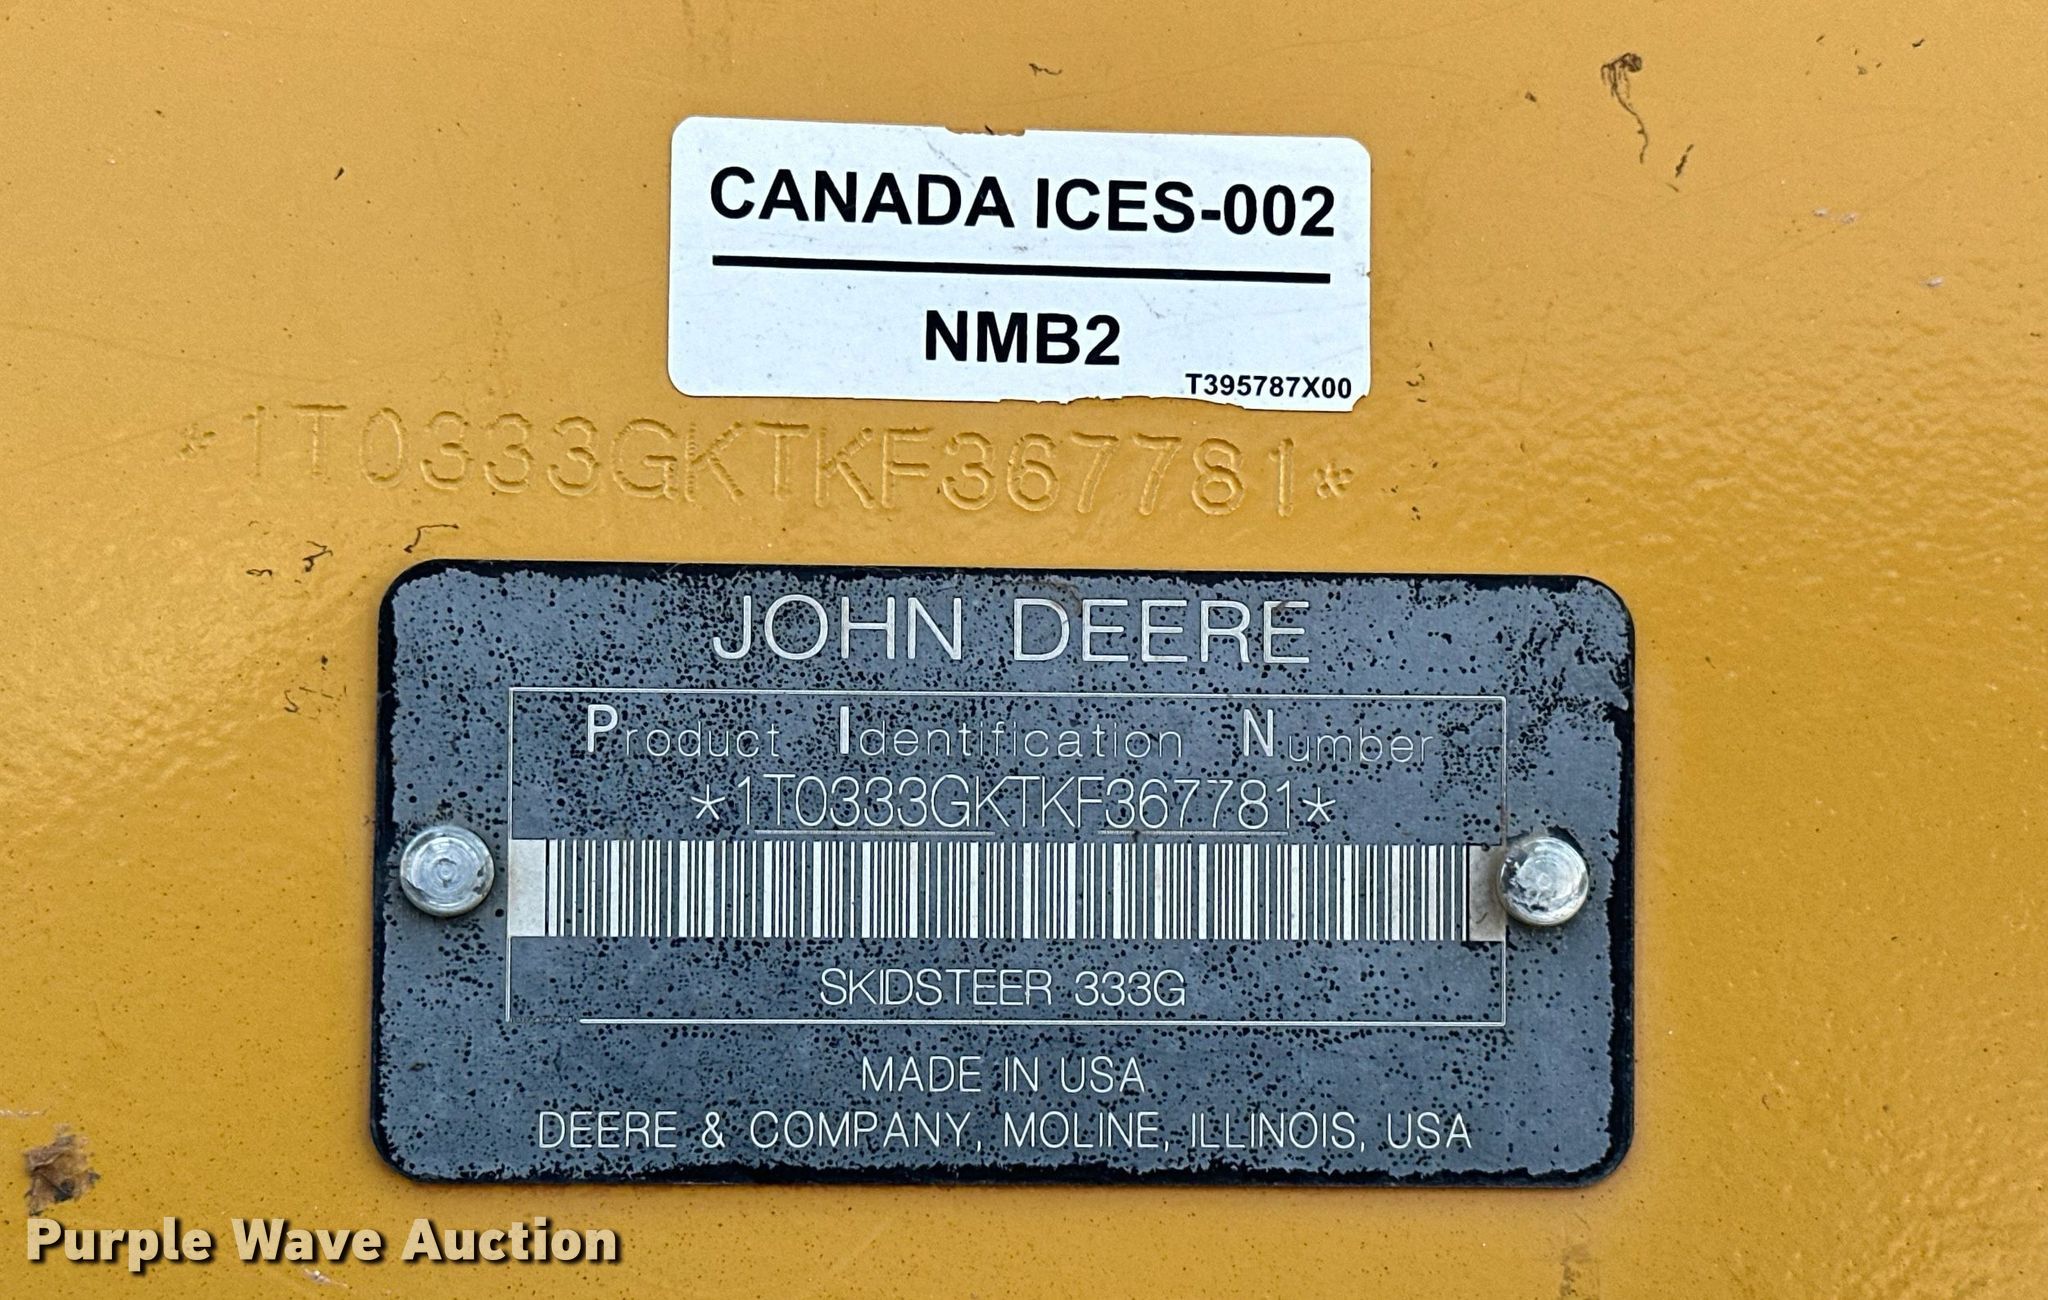 CANADA ICES-002
NMB2
T395787X00
*1T0333GKTKF367781*
JOHN DEERE
Product Identification Number
*1T0333GKTKF367781*
SKIDSTEER 333G
MADE IN USA
DEERE & COMPANY, MOLINE, ILLINOIS, USA
Purple Wave Auction